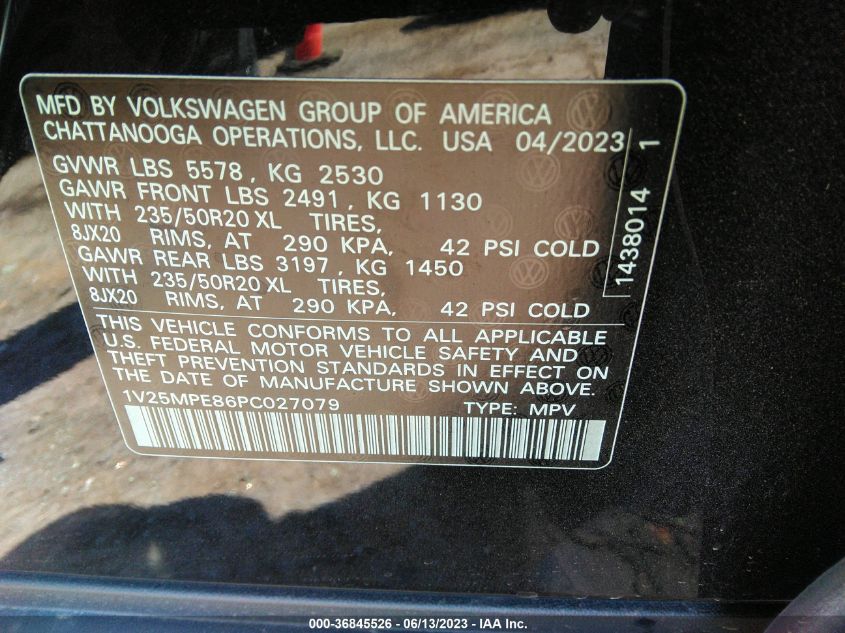 MFD BY VOLKSWAGEN GROUP OF AMERICA
CHATTANOOGA OPERATIONS, LLC. USA 04/2023
GVWR LBS 5578 , KG 2530
GAWR FRONT LBS 2491 , KG 1130
WITH 235/50R20 XL TIRES,
8JX20 RIMS, AT 290 KPA, 42 PSI COLD
GAWR REAR LBS 3197 , KG 1450
WITH 235/50R20 XL TIRES,
8JX20 RIMS, AT 290 KPA, 42 PSI COLD
1438014 1
THIS VEHICLE CONFORMS TO ALL APPLICABLE
U.S. FEDERAL MOTOR VEHICLE SAFETY AND
THEFT PREVENTION STANDARDS IN EFFECT ON
THE DATE OF MANUFACTURE SHOWN ABOVE.
1V25MPE86PC027079 TYPE: MPV
000-36845526 - 06/13/2023 - IAA Inc.